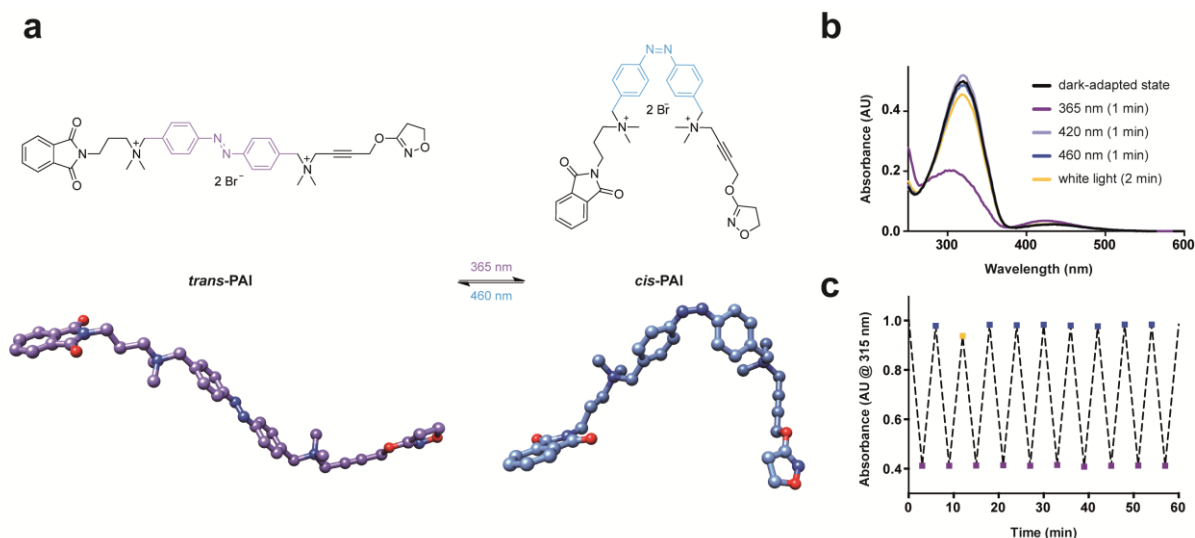 a
N
O
O
N+
N
N
N+
2 Br−
O
N
O
N=N
2 Br−
N+
N+
N
O
O
O
N
O
trans-PAI
365 nm
460 nm
cis-PAI
b
Absorbance (AU)
0.4
0.2
0.0
300
400
500
600
Wavelength (nm)
dark-adapted state
365 nm (1 min)
420 nm (1 min)
460 nm (1 min)
white light (2 min)
c
Absorbance (AU @ 315 nm)
1.0
0.8
0.6
0.4
0
10
20
30
40
50
60
Time (min)